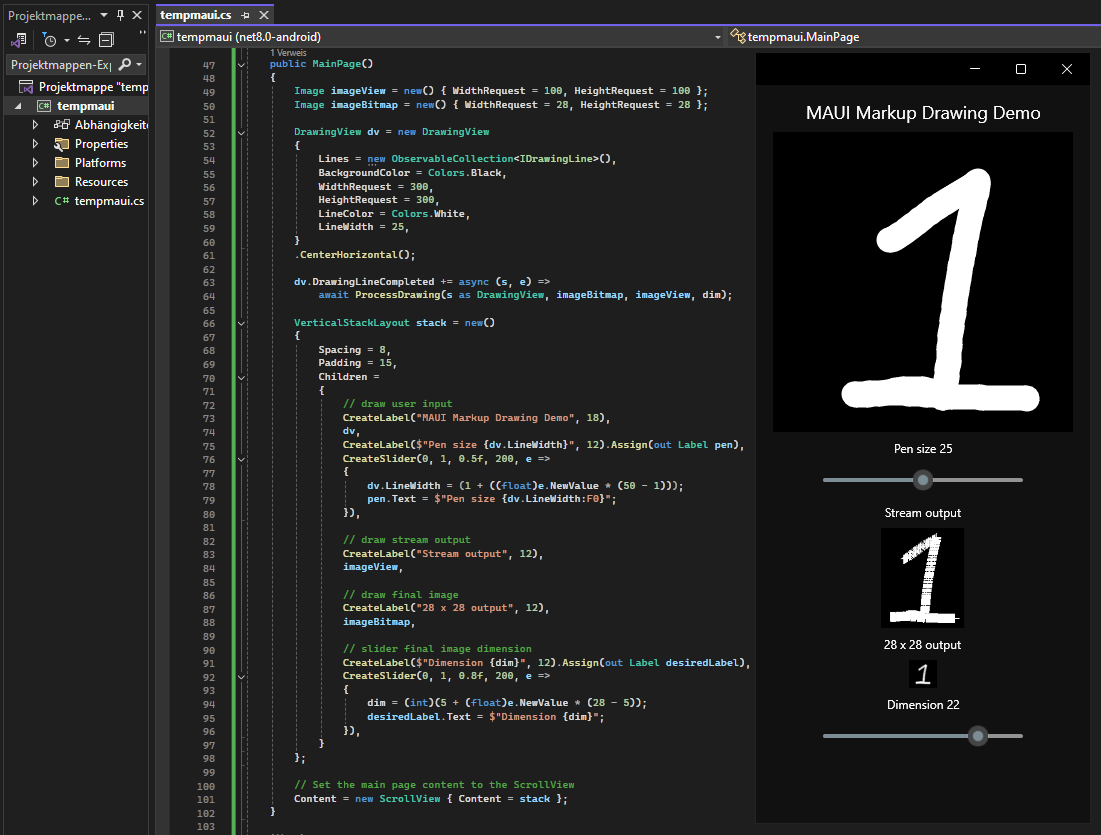 Projektmappe...
tempmaui.cs
tempmaui (net8.0-android)
tempmaui.MainPage
Projektmappen-Exp
Projektmappe "temp
tempmaui
Abhängigkeite
Properties
Platforms
Resources
tempmaui.cs
1 Verweis
47 public MainPage()
48 {
49 Image imageView = new() { WidthRequest = 100, HeightRequest = 100 };
50 Image imageBitmap = new() { WidthRequest = 28, HeightRequest = 28 };
51
52 DrawingView dv = new DrawingView
53 {
54 Lines = new ObservableCollection<IDrawingLine>(),
55 BackgroundColor = Colors.Black,
56 WidthRequest = 300,
57 HeightRequest = 300,
58 LineColor = Colors.White,
59 LineWidth = 25,
60 }
61 .CenterHorizontal();
62
63 dv.DrawingLineCompleted += async (s, e) =>
64 await ProcessDrawing(s as DrawingView, imageBitmap, imageView, dim);
65
66 VerticalStackLayout stack = new()
67 {
68 Spacing = 8,
69 Padding = 15,
70 Children =
71 {
72 // draw user input
73 CreateLabel("MAUI Markup Drawing Demo", 18),
74 dv,
75 CreateLabel($"Pen size {dv.LineWidth}", 12).Assign(out Label pen),
76 CreateSlider(0, 1, 0.5f, 200, e =>
77 {
78 dv.LineWidth = (1 + ((float)e.NewValue * (50 - 1)));
79 pen.Text = $"Pen size {dv.LineWidth:F0}";
80 }),
81
82 // draw stream output
83 CreateLabel("Stream output", 12),
84 imageView,
85
86 // draw final image
87 CreateLabel("28 x 28 output", 12),
88 imageBitmap,
89
90 // slider final image dimension
91 CreateLabel($"Dimension {dim}", 12).Assign(out Label desiredLabel),
92 CreateSlider(0, 1, 0.8f, 200, e =>
93 {
94 dim = (int)(5 + (float)e.NewValue * (28 - 5));
95 desiredLabel.Text = $"Dimension {dim}";
96 }),
97 }
98 };
99
100 // Set the main page content to the ScrollView
101 Content = new ScrollView { Content = stack };
102 }
103
MAUI Markup Drawing Demo
1
Pen size 25
Stream output
1
28 x 28 output
1
Dimension 22